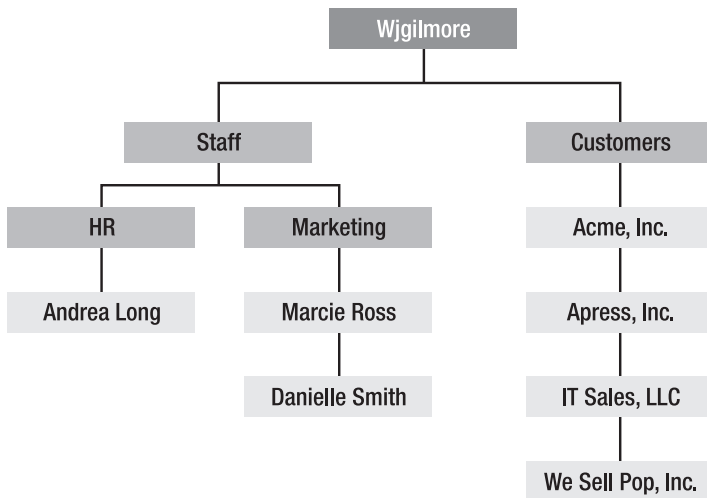 Wjgilmore
Staff
Customers
HR
Marketing
Acme, Inc.
Andrea Long
Marcie Ross
Apress, Inc.
Danielle Smith
IT Sales, LLC
We Sell Pop, Inc.